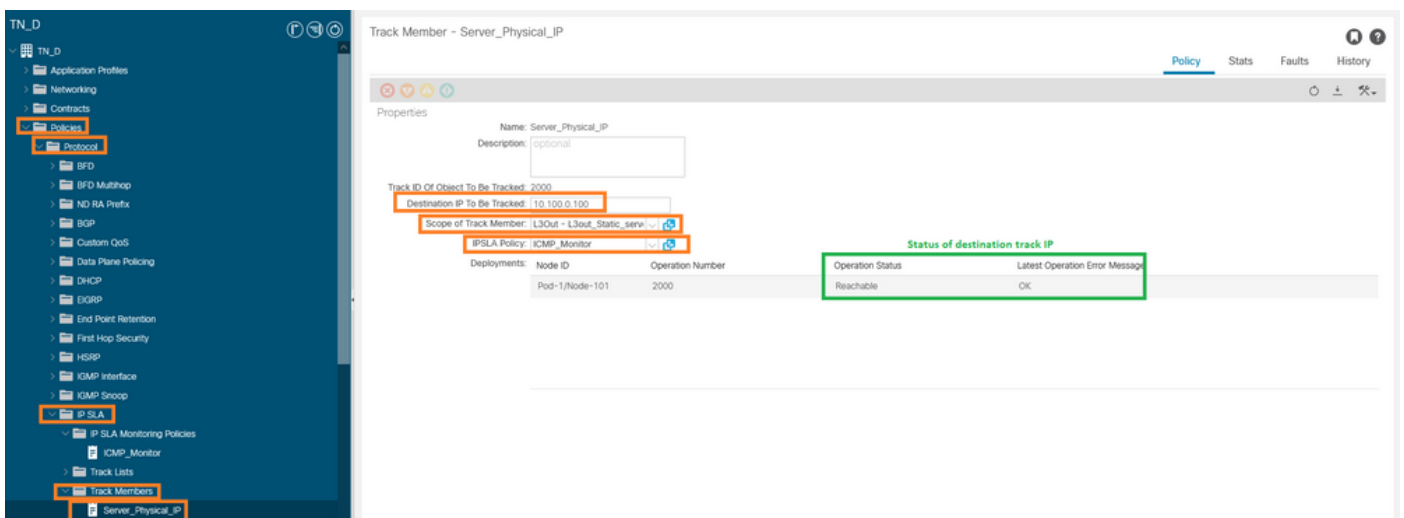 TN_D
TN_D
Application Profiles
Networking
Contracts
Policies
Protocol
BFD
BFD Multihop
ND RA Prefix
BGP
Custom QoS
Data Plane Policing
DHCP
EIGRP
End Point Retention
First Hop Security
HSRP
IGMP Interface
IGMP Snoop
IP SLA
IP SLA Monitoring Policies
ICMP_Monitor
Track Lists
Track Members
Server_Physical_IP
Track Member - Server_Physical_IP
Policy Stats Faults History
Properties
Name: Server_Physical_IP
Description: optional
Track ID Of Object To Be Tracked: 2000
Destination IP To Be Tracked: 10.100.0.100
Scope of Track Member: L3Out - L3out_Static_serve
IPSLA Policy: ICMP_Monitor
Status of destination track IP
Deployments: Node ID Operation Number Operation Status Latest Operation Error Message
Pod-1/Node-101 2000 Reachable OK